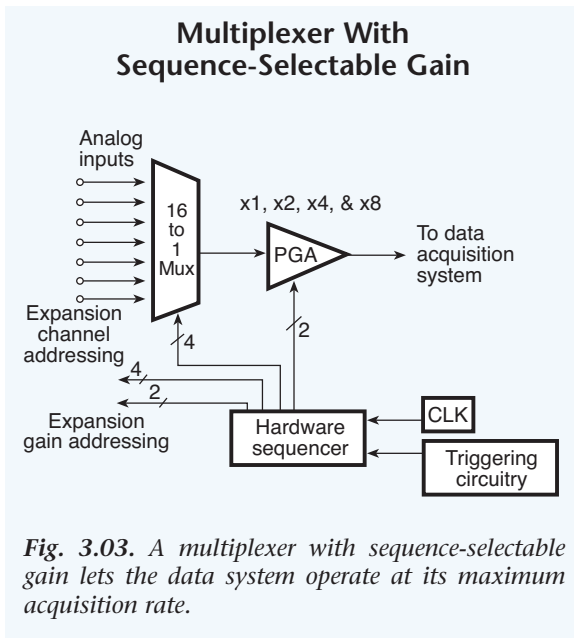 Multiplexer With
Sequence-Selectable Gain
Analog
inputs
16
to
1
Mux
x1, x2, x4, & x8
PGA
To data
acquisition
system
Expansion
channel
addressing
4
2
4
2
Expansion
gain addressing
Hardware
sequencer
CLK
Triggering
circuitry
Fig. 3.03. A multiplexer with sequence-selectable
gain lets the data system operate at its maximum
acquisition rate.